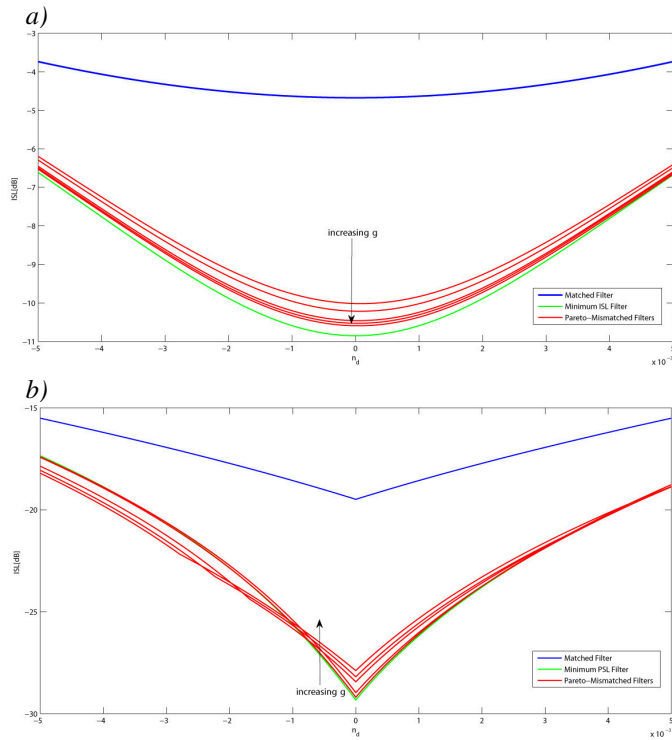 a)
−3
−4
−5
−6
−7
−8
−9
−10
−11
ISL[dB]
increasing g
Matched Filter
Minimum ISL Filter
Pareto−Mismatched Filters
−5 −4 −3 −2 −1 0 1 2 3 4 5
n_d
x 10⁻³
b)
−15
−20
−25
−30
ISL[dB]
increasing g
Matched Filter
Minimum PSL Filter
Pareto−Mismatched Filters
−5 −4 −3 −2 −1 0 1 2 3 4 5
n_d